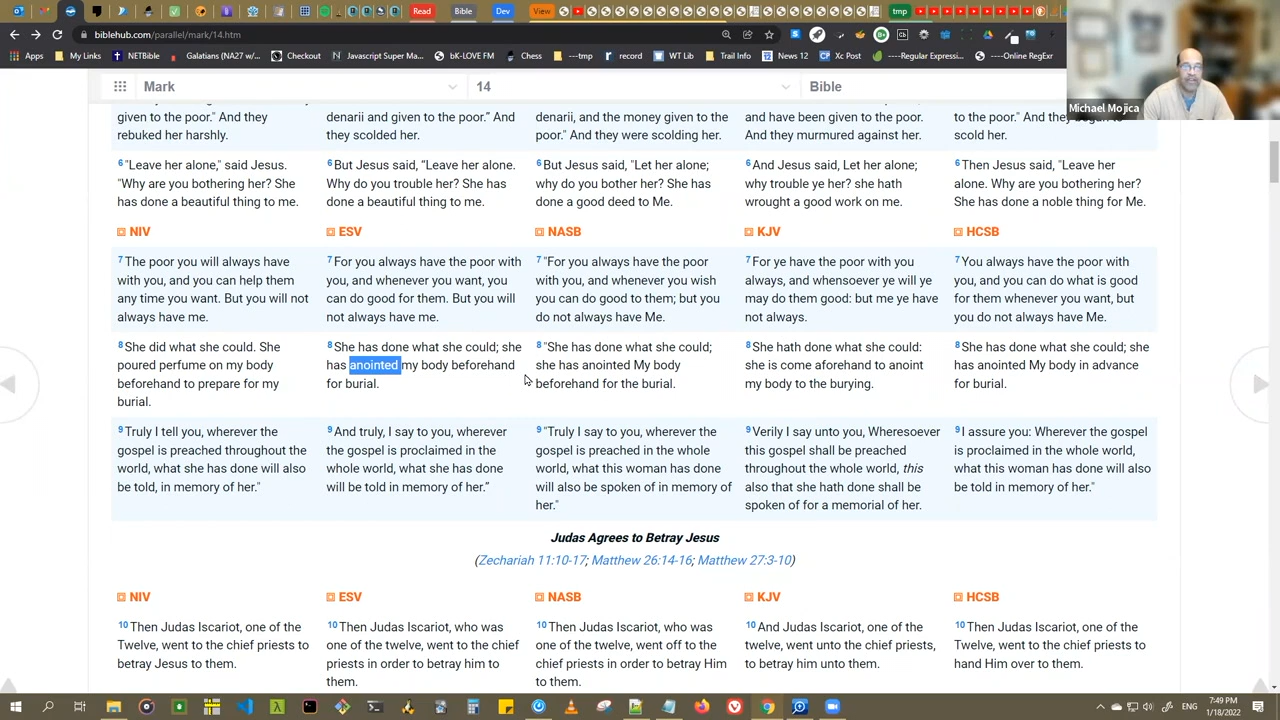 Read
Bible
Dev
View
tmp
biblehub.com/parallel/mark/14.htm
Apps
My Links
NETBible
Galatians (NA27 w/...
Checkout
Javascript Super Ma...
bK-LOVE FM
Chess
---tmp
record
WT Lib
Trail Info
News 12
Xc Post
----Regular Expressi...
----Online RegExr
Michael Mojica
Mark
14
Bible
given to the poor." And they
rebuked her harshly.
denarii and given to the poor.” And
they scolded her.
denarii, and the money given to the
poor." And they were scolding her.
and have been given to the poor.
And they murmured against her.
scold her.
6 "Leave her alone," said Jesus.
"Why are you bothering her? She
has done a beautiful thing to me.
6 But Jesus said, “Leave her alone.
Why do you trouble her? She has
done a beautiful thing to me.
6 But Jesus said, "Let her alone;
why do you bother her? She has
done a good deed to Me.
6 And Jesus said, Let her alone;
why trouble ye her? she hath
wrought a good work on me.
6 Then Jesus said, "Leave her
alone. Why are you bothering her?
She has done a noble thing for Me.
NIV
ESV
NASB
KJV
HCSB
7 The poor you will always have
with you, and you can help them
any time you want. But you will not
always have me.
7 For you always have the poor with
you, and whenever you want, you
can do good for them. But you will
not always have me.
7 "For you always have the poor
with you, and whenever you wish
you can do good to them; but you
do not always have Me.
7 For ye have the poor with you
always, and whensoever ye will ye
may do them good: but me ye have
not always.
7 You always have the poor with
you, and you can do what is good
for them whenever you want, but
you do not always have Me.
8 She did what she could. She
poured perfume on my body
beforehand to prepare for my
burial.
8 She has done what she could; she
has anointed my body beforehand
for burial.
8 "She has done what she could;
she has anointed My body
beforehand for the burial.
8 She hath done what she could:
she is come aforehand to anoint
my body to the burying.
8 She has done what she could; she
has anointed My body in advance
for burial.
9 Truly I tell you, wherever the
gospel is preached throughout the
world, what she has done will also
be told, in memory of her."
9 And truly, I say to you, wherever
the gospel is proclaimed in the
whole world, what she has done
will be told in memory of her.”
9 "Truly I say to you, wherever the
gospel is preached in the whole
world, what this woman has done
will also be spoken of in memory of
her."
9 Verily I say unto you, Wheresoever
this gospel shall be preached
throughout the whole world, this
also that she hath done shall be
spoken of for a memorial of her.
9 I assure you: Wherever the gospel
is proclaimed in the whole world,
what this woman has done will also
be told in memory of her."
Judas Agrees to Betray Jesus
(Zechariah 11:10-17; Matthew 26:14-16; Matthew 27:3-10)
NIV
ESV
NASB
KJV
HCSB
10 Then Judas Iscariot, one of the
Twelve, went to the chief priests to
betray Jesus to them.
10 Then Judas Iscariot, who was
one of the twelve, went to the chief
priests in order to betray him to
them.
10 Then Judas Iscariot, who was
one of the twelve, went off to the
chief priests in order to betray Him
to them.
10 And Judas Iscariot, one of the
twelve, went unto the chief priests,
to betray him unto them.
10 Then Judas Iscariot, one of the
Twelve, went to the chief priests to
hand Him over to them.
ENG
7:49 PM
1/18/2022